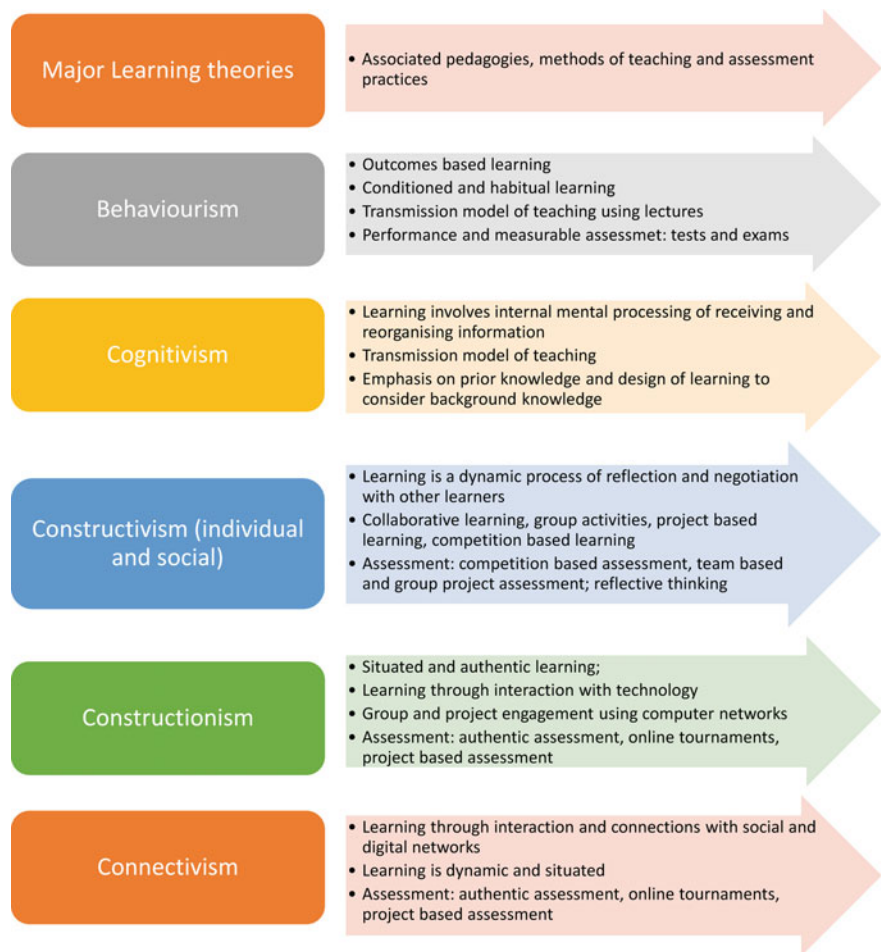 Major Learning theories
• Associated pedagogies, methods of teaching and assessment
practices
Behaviourism
• Outcomes based learning
• Conditioned and habitual learning
• Transmission model of teaching using lectures
• Performance and measurable assessmet: tests and exams
Cognitivism
• Learning involves internal mental processing of receiving and
reorganising information
• Transmission model of teaching
• Emphasis on prior knowledge and design of learning to
consider background knowledge
Constructivism (individual
and social)
• Learning is a dynamic process of reflection and negotiation
with other learners
• Collaborative learning, group activities, project based
learning, competition based learning
• Assessment: competition based assessment, team based
and group project assessment; reflective thinking
Constructionism
• Situated and authentic learning;
• Learning through interaction with technology
• Group and project engagement using computer networks
• Assessment: authentic assessment, online tournaments,
project based assessment
Connectivism
• Learning through interaction and connections with social and
digital networks
• Learning is dynamic and situated
• Assessment: authentic assessment, online tournaments,
project based assessment